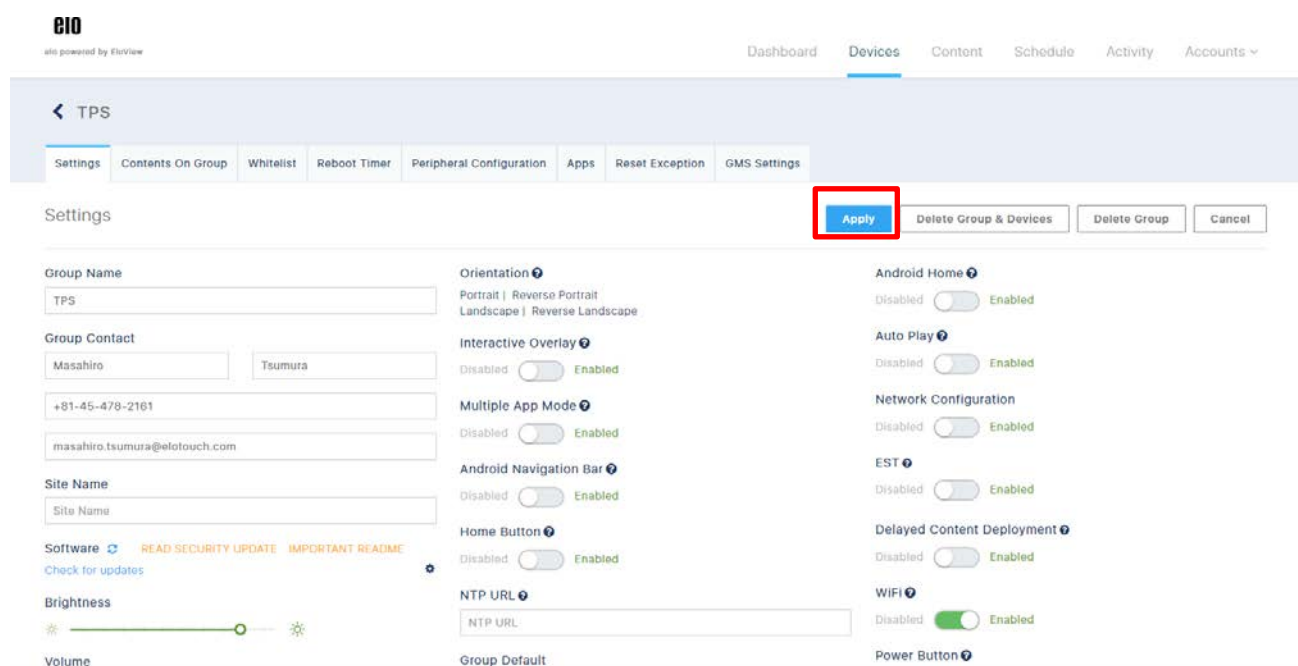 elo
elo powered by EloView
Dashboard Devices Content Schedule Activity Accounts
TPS
Settings Contents On Group Whitelist Reboot Timer Peripheral Configuration Apps Reset Exception GMS Settings
Settings
Apply Delete Group & Devices Delete Group Cancel
Group Name
TPS
Group Contact
Masahiro Tsumura
+81-45-478-2161
masahiro.tsumura@elotouch.com
Site Name
Site Name
Software READ SECURITY UPDATE IMPORTANT README
Check for updates
Brightness
Volume
Orientation
Portrait | Reverse Portrait
Landscape | Reverse Landscape
Interactive Overlay
Disabled Enabled
Multiple App Mode
Disabled Enabled
Android Navigation Bar
Disabled Enabled
Home Button
Disabled Enabled
NTP URL
NTP URL
Group Default
Android Home
Disabled Enabled
Auto Play
Disabled Enabled
Network Configuration
Disabled Enabled
EST
Disabled Enabled
Delayed Content Deployment
Disabled Enabled
WiFi
Disabled Enabled
Power Button